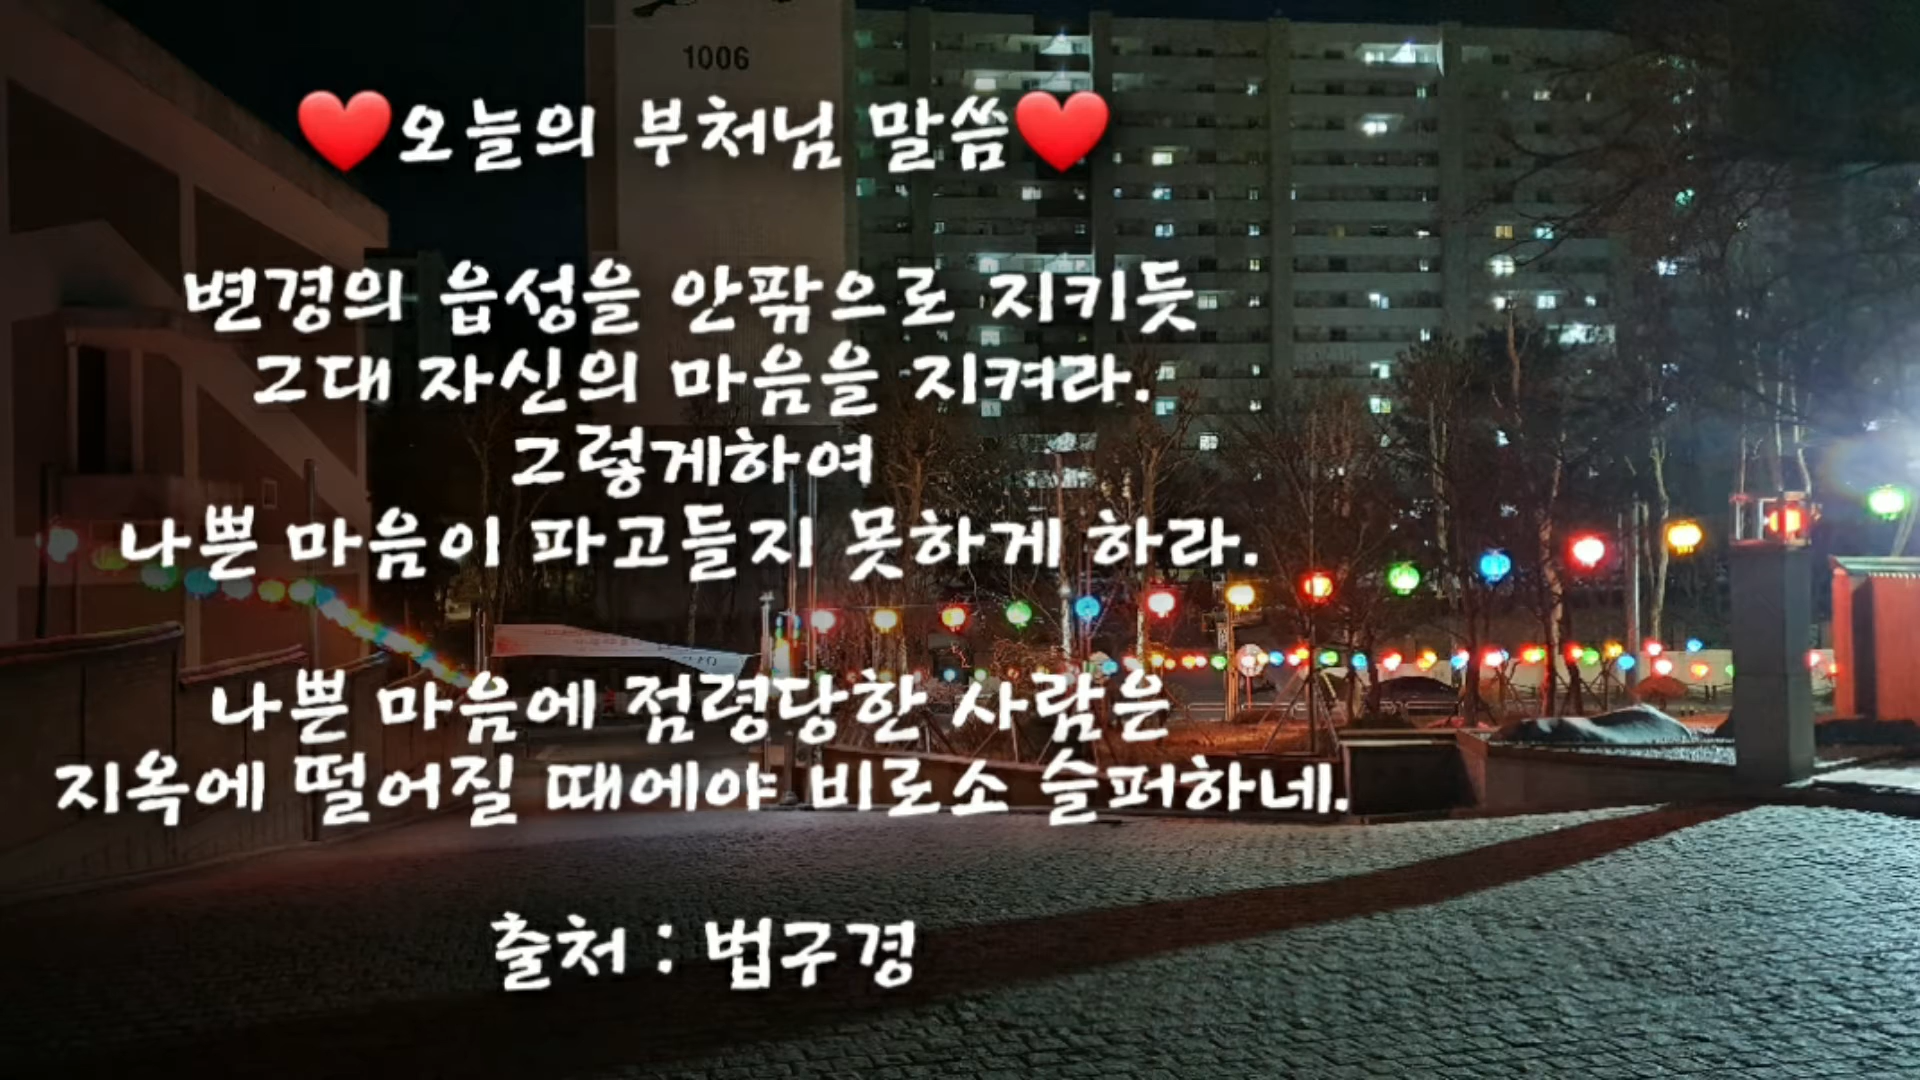 1006
❤️오늘의 부처님 말씀❤️
변경의 읍성을 안팎으로 지키듯
그대 자신의 마음을 지켜라.
그렇게하여
나쁜 마음이 파고들지 못하게 하라.
나쁜 마음에 점령당한 사람은
지옥에 떨어질 때에야 비로소 슬퍼하네.
출처 : 법구경